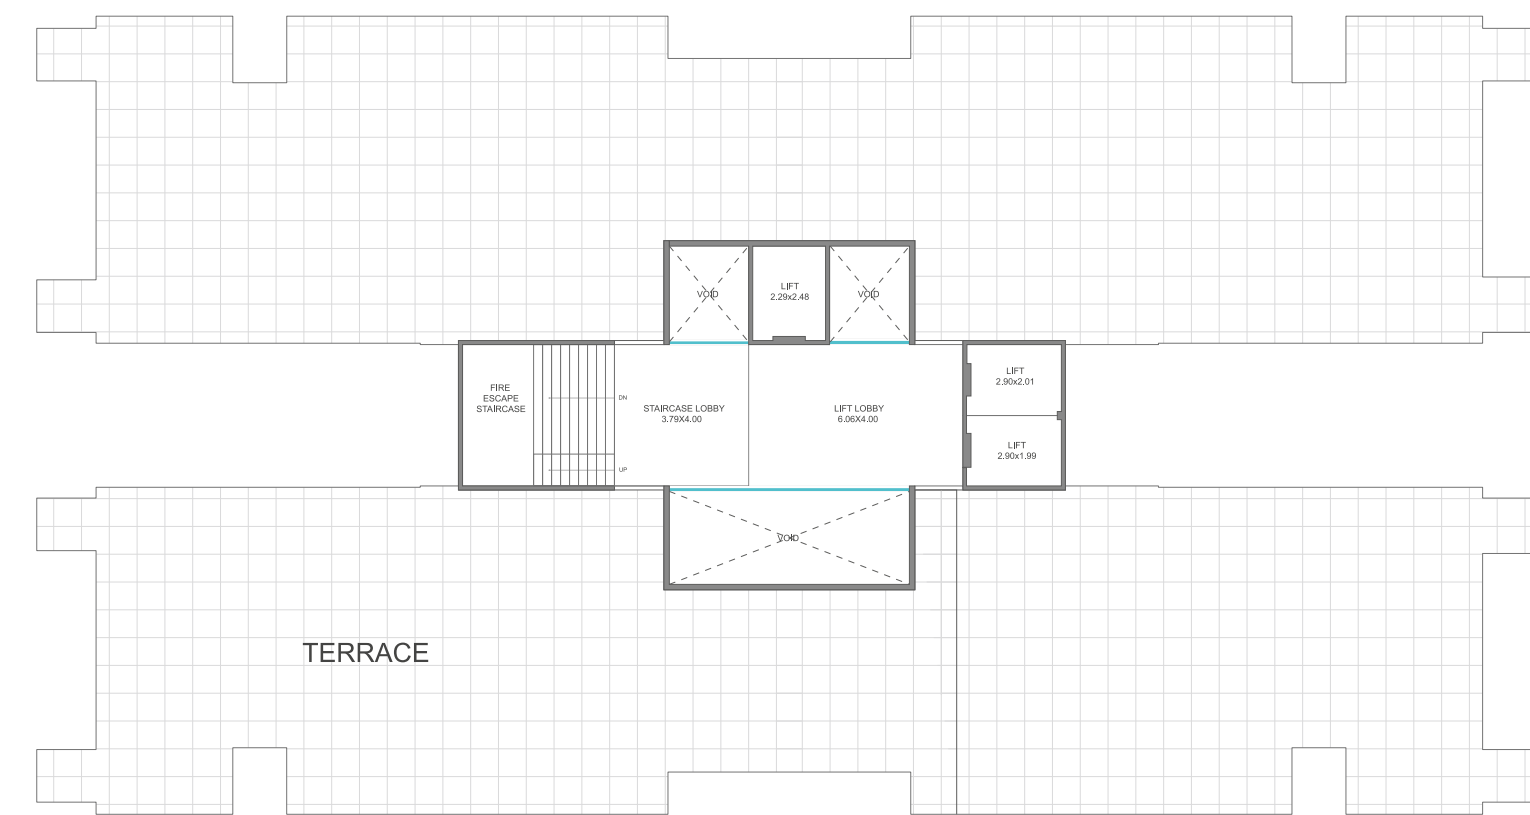 VOID
LIFT
2.29x2.48
VOID
FIRE
ESCAPE
STAIRCASE
DN
UP
STAIRCASE LOBBY
3.79X4.00
LIFT LOBBY
6.06X4.00
LIFT
2.90x2.01
LIFT
2.90x1.99
VOID
TERRACE